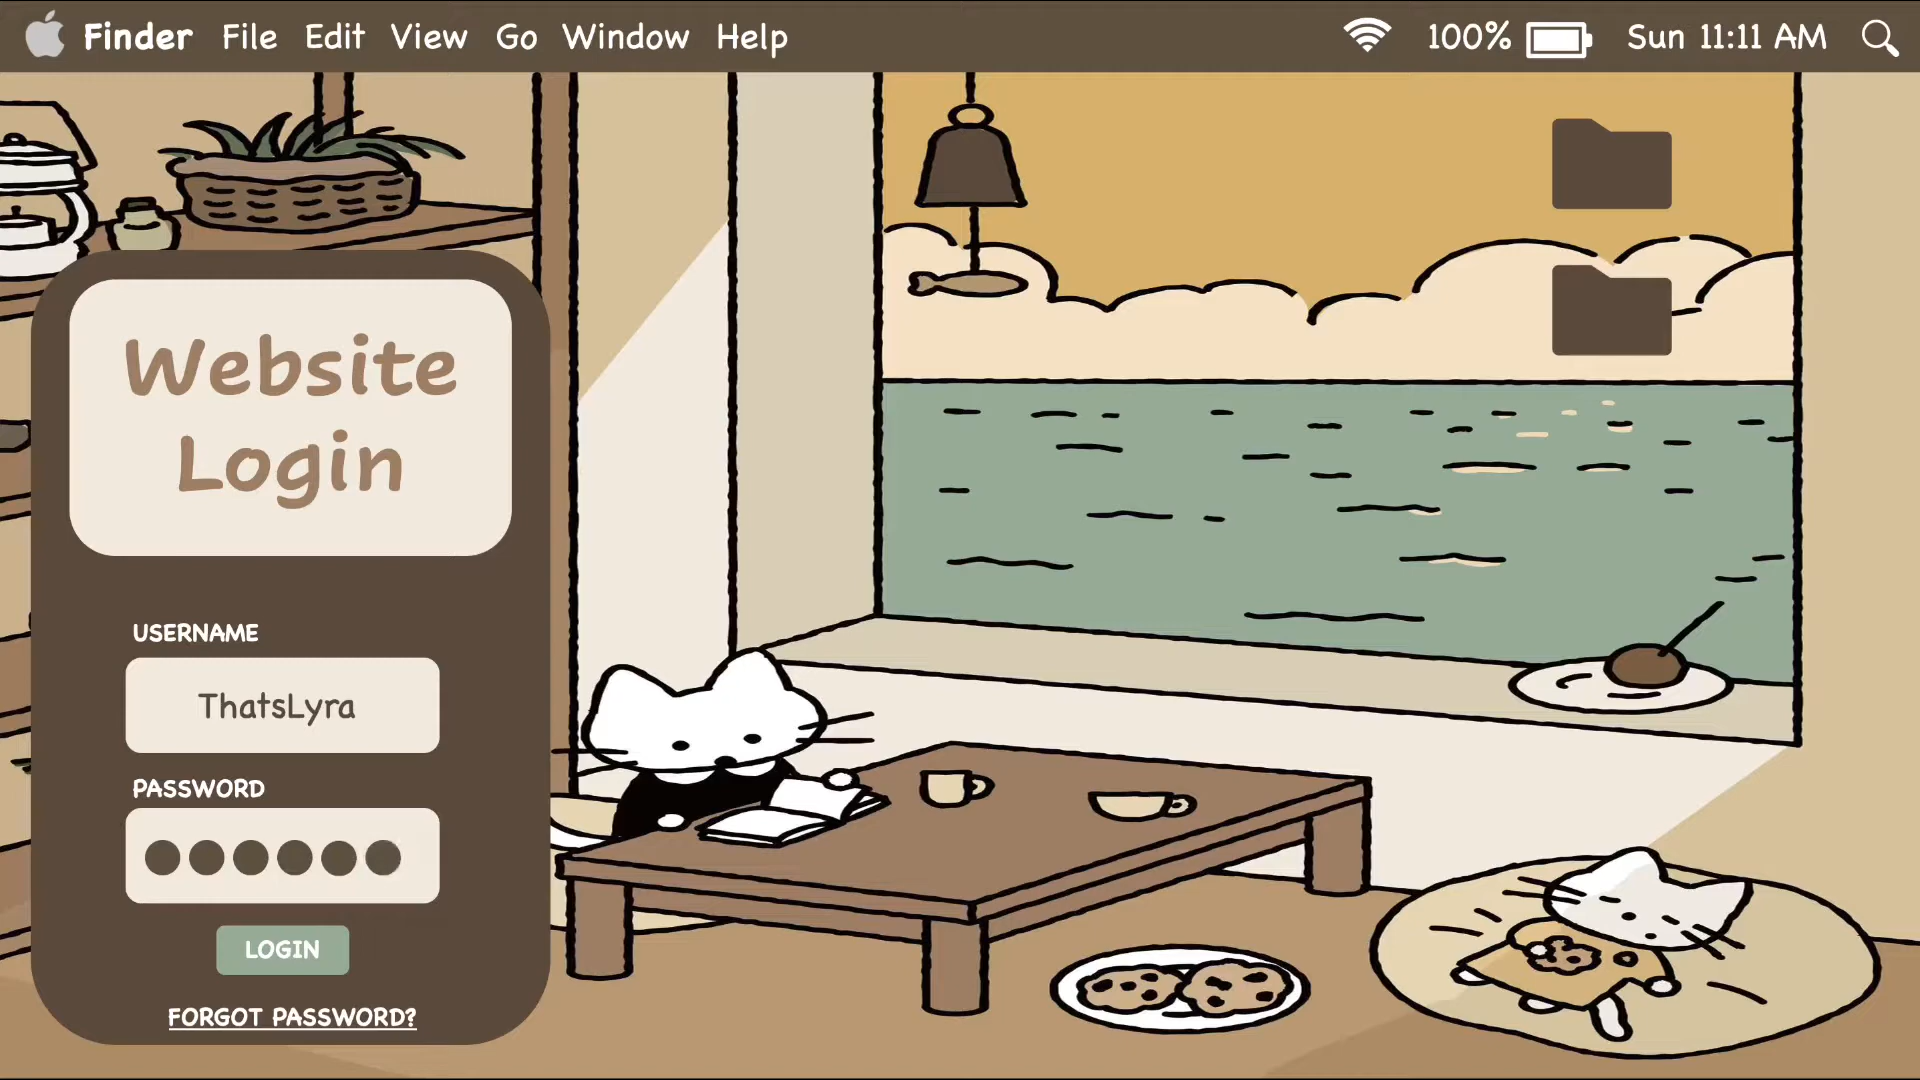 Finder File Edit View Go Window Help 100% Sun 11:11 AM
Website
Login
USERNAME
ThatsLyra
PASSWORD
LOGIN
FORGOT PASSWORD?